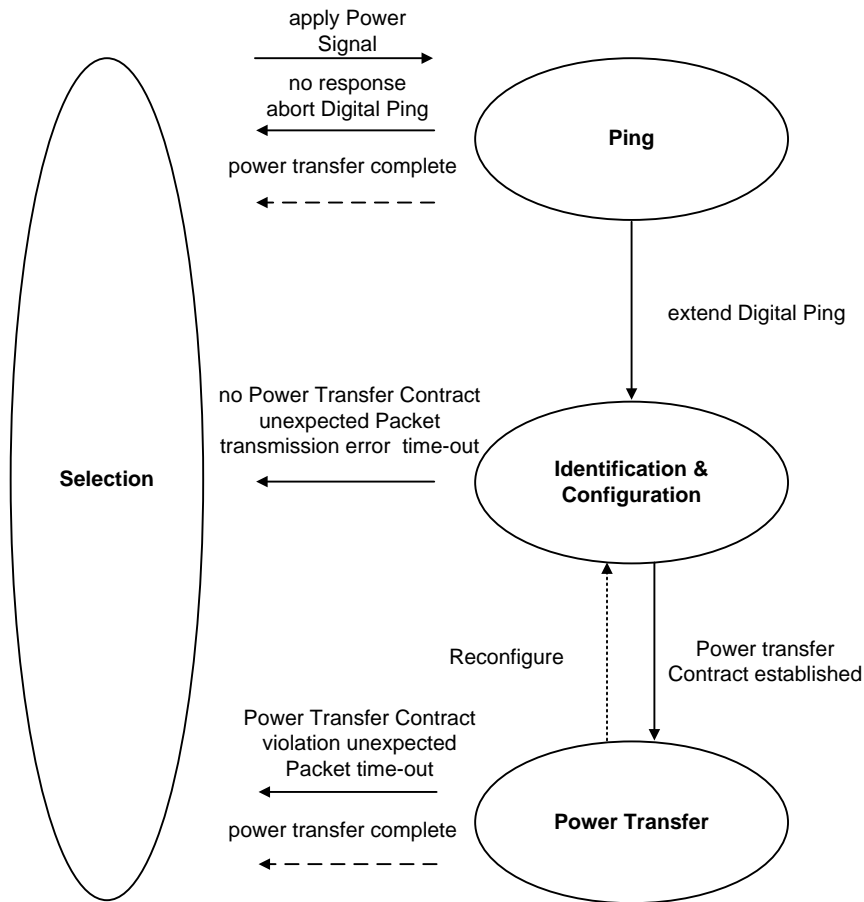 apply Power
Signal
no response
abort Digital Ping
Ping
power transfer complete
extend Digital Ping
no Power Transfer Contract
unexpected Packet
transmission error time-out
Selection
Identification &
Configuration
Reconfigure
Power transfer
Contract established
Power Transfer Contract
violation unexpected
Packet time-out
Power Transfer
power transfer complete